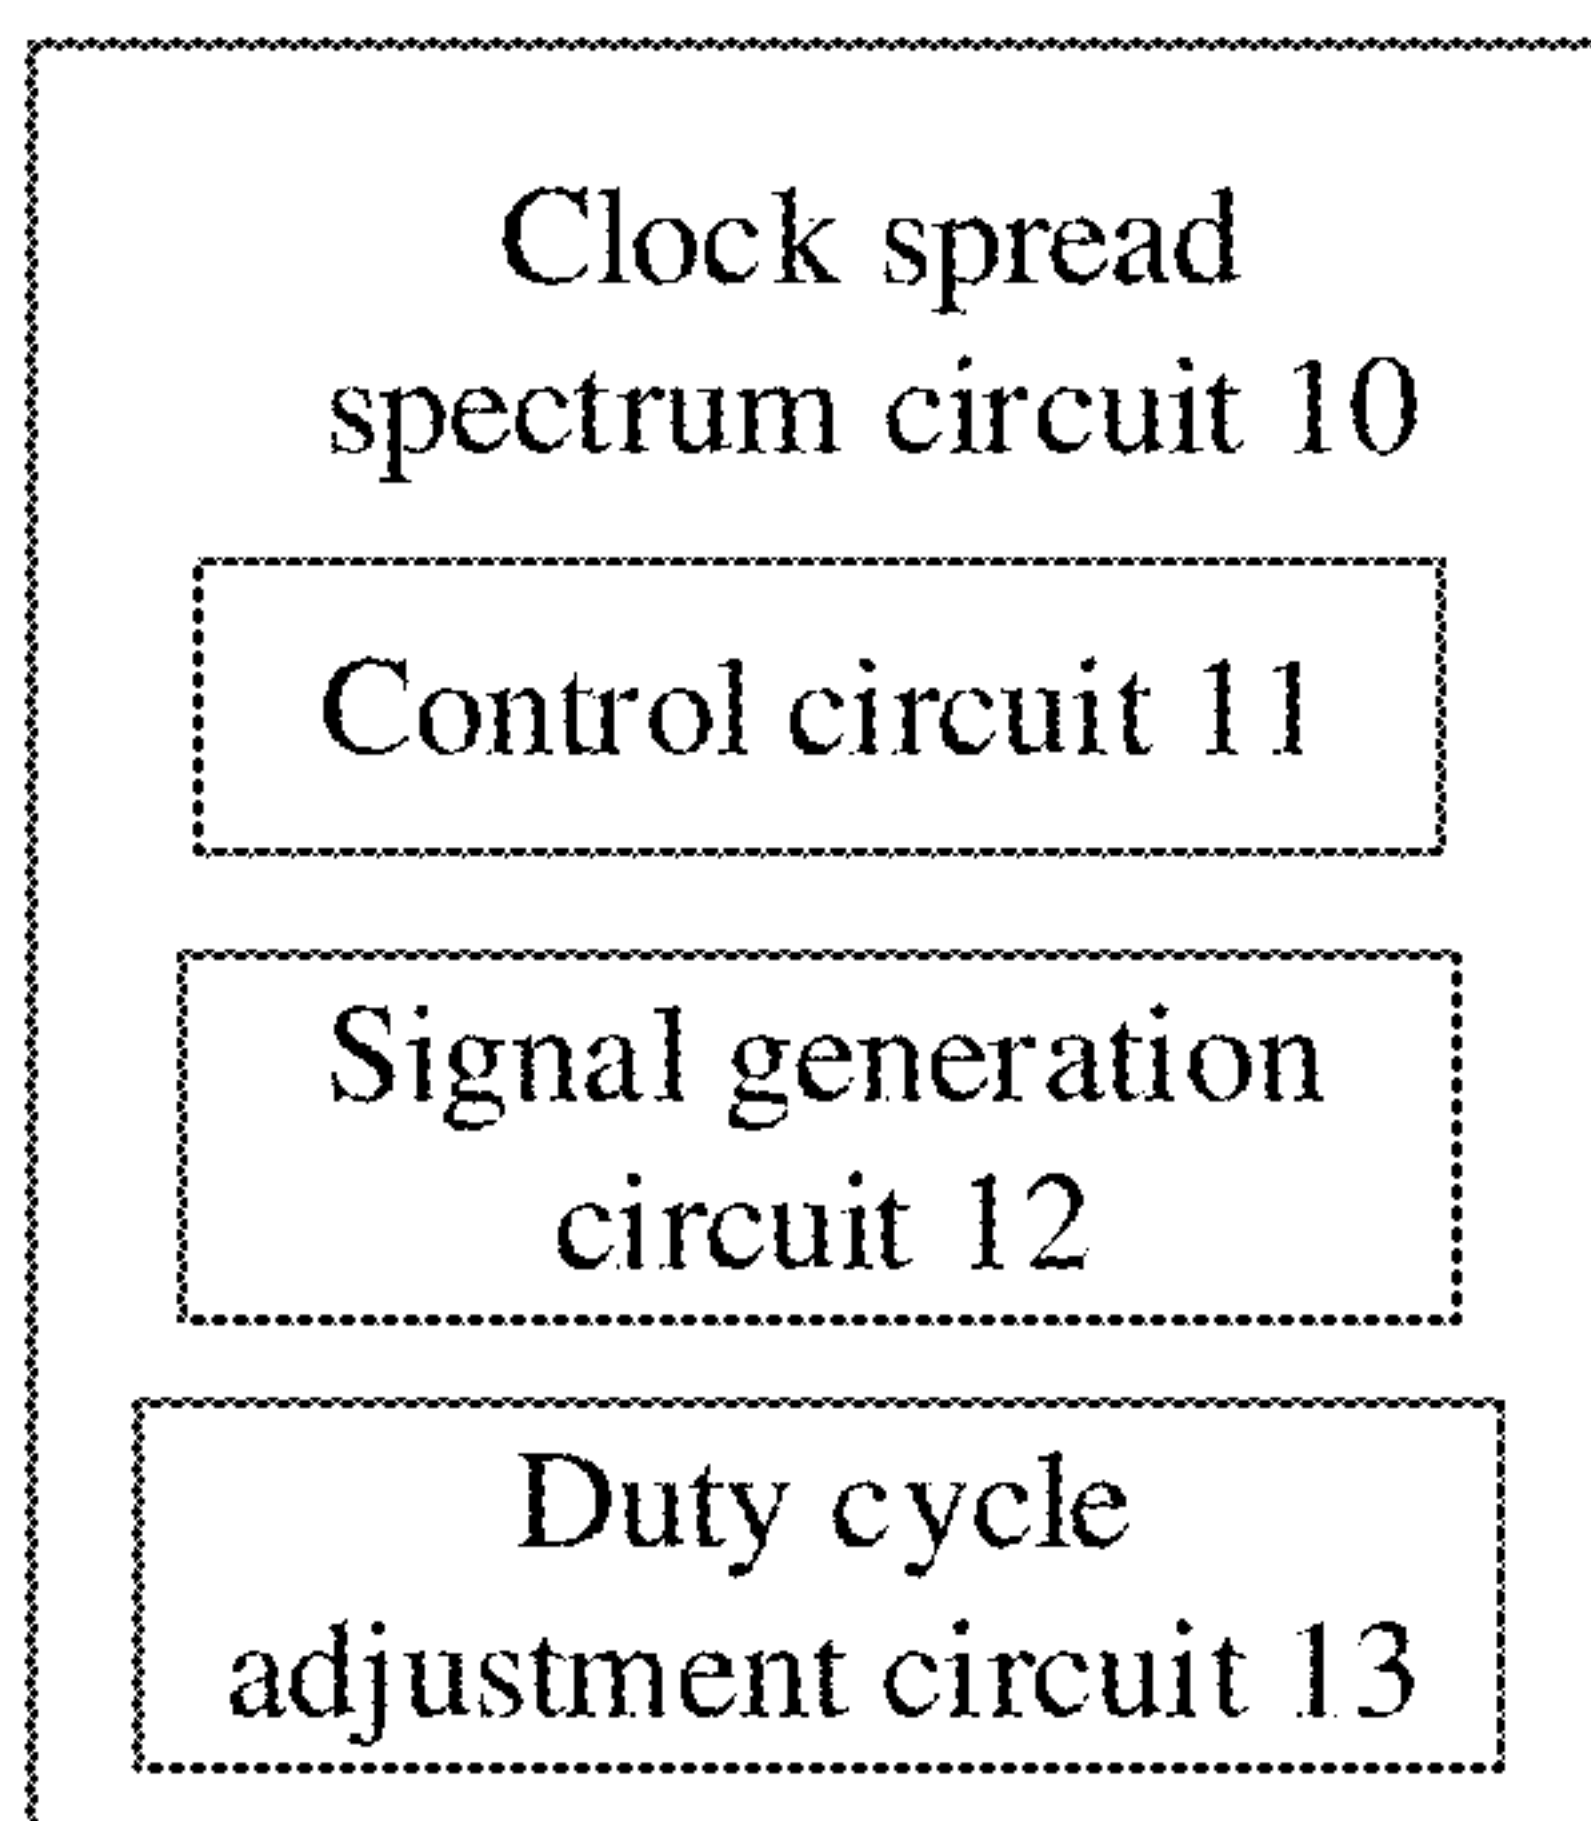 Clock spread
spectrum circuit 10
Control circuit 11
Signal generation
circuit 12
Duty cycle
adjustment circuit 13